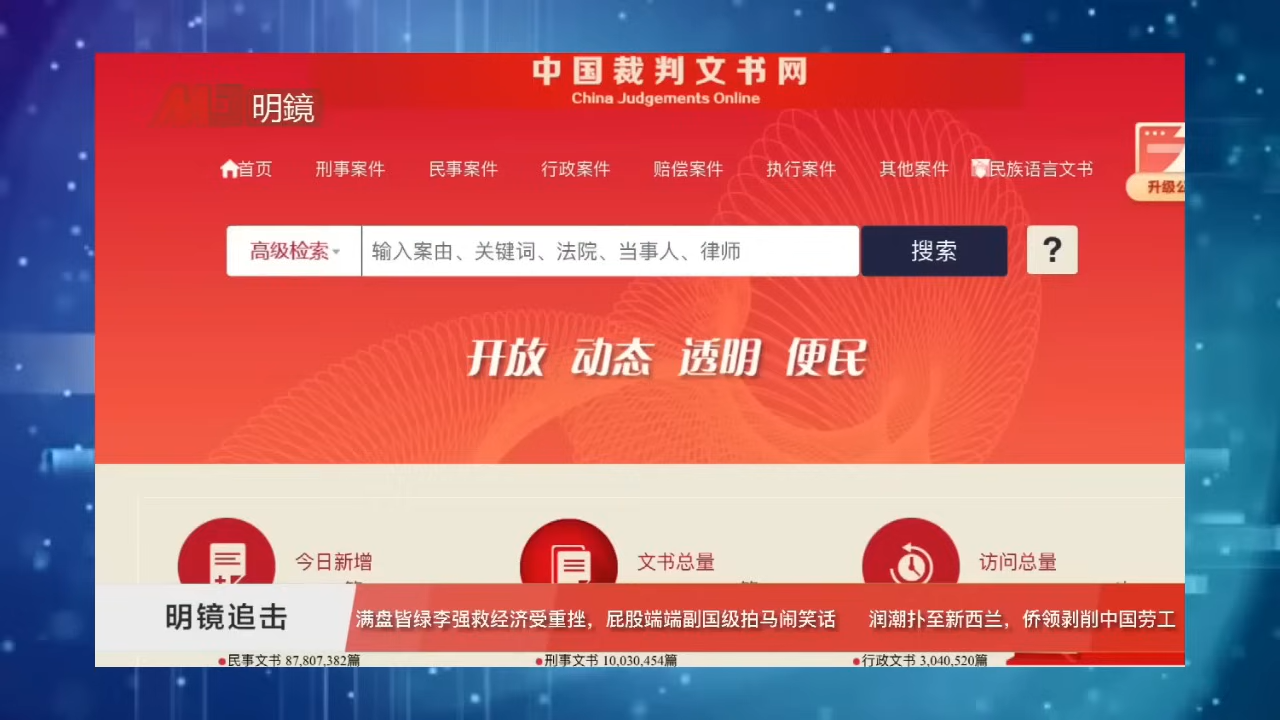 中国裁判文书网
China Judgements Online
明鏡
首页 刑事案件 民事案件 行政案件 赔偿案件 执行案件 其他案件 民族语言文书
升级公
高级检索 输入案由、关键词、法院、当事人、律师 搜索 ?
开放 动态 透明 便民
今日新增 文书总量 访问总量
明镜追击 满盘皆绿李强救经济受重挫，屁股端端副国级拍马闹笑话 润潮扑至新西兰，侨领剥削中国劳工
民事文书 87,807,382篇 刑事文书 10,030,454篇 行政文书 3,040,520篇